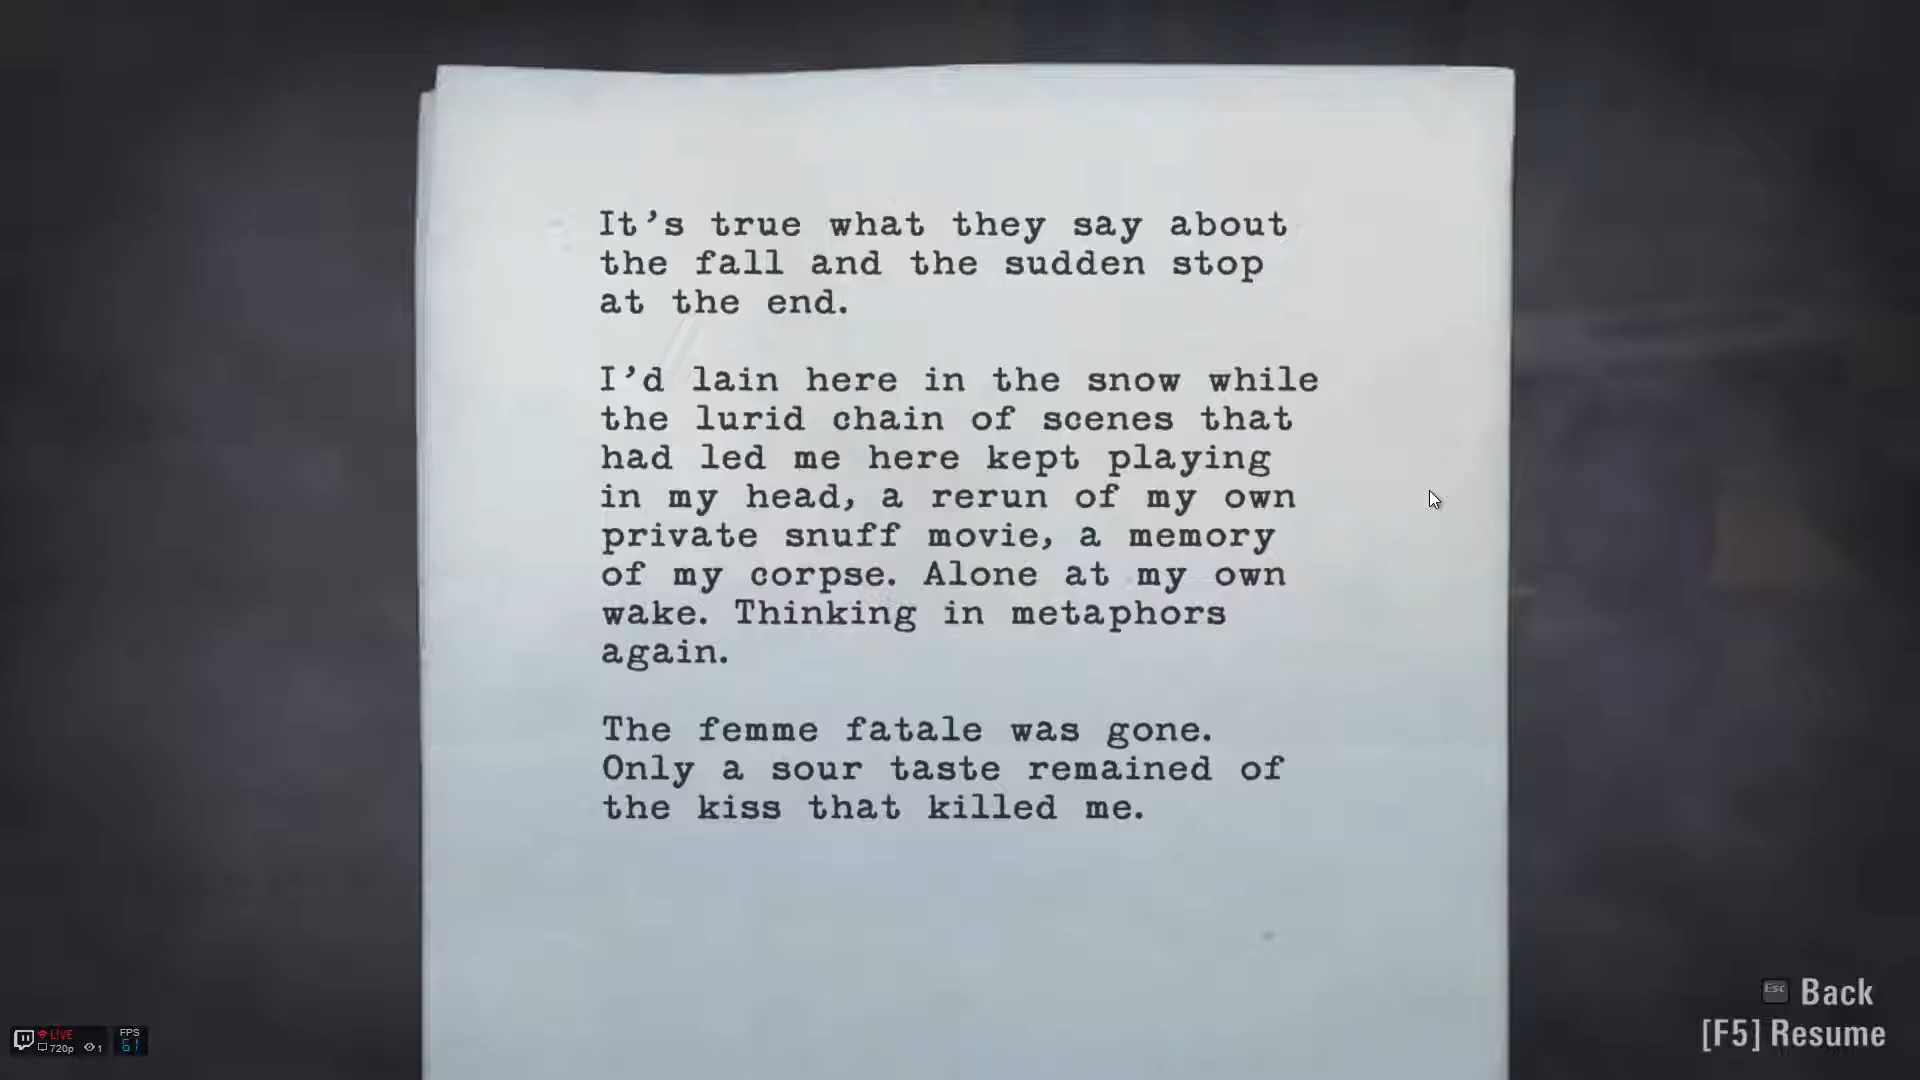 It's true what they say about
the fall and the sudden stop
at the end.
I'd lain here in the snow while
the lurid chain of scenes that
had led me here kept playing
in my head, a rerun of my own
private snuff movie, a memory
of my corpse. Alone at my own
wake. Thinking in metaphors
again.
The femme fatale was gone.
Only a sour taste remained of
the kiss that killed me.
Esc Back
[F5] Resume
LIVE
720p 1
FPS
61